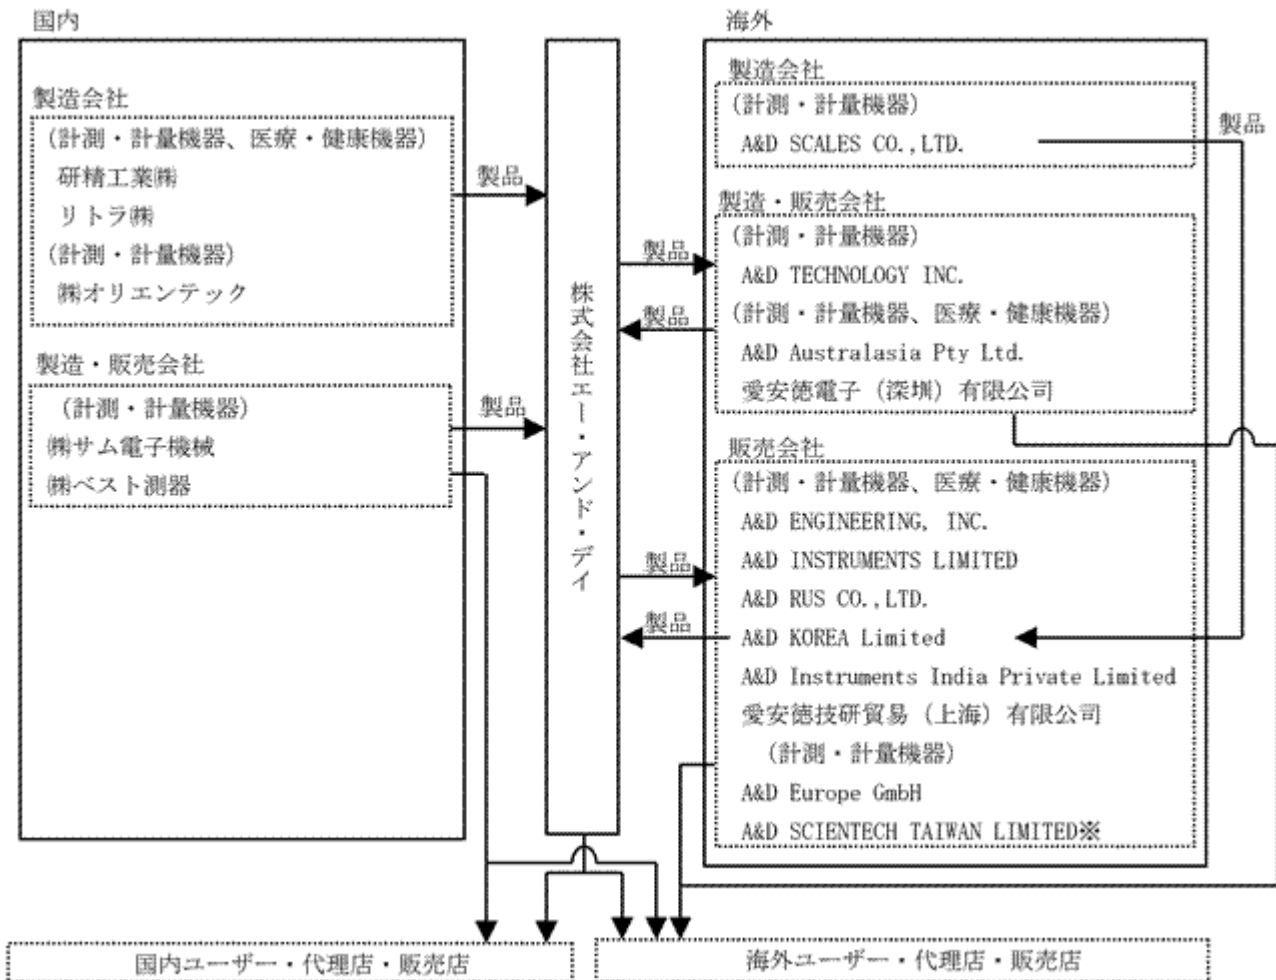 国内
製造会社
(計測・計量機器、医療・健康機器)
研精工業㈱
リトラ㈱
(計測・計量機器)
㈱オリエンテック
製品
製造・販売会社
(計測・計量機器)
㈱サム電子機械
㈱ベスト測器
製品
株式会社エー・アンド・デイ
海外
製造会社
(計測・計量機器)
A&D SCALES CO.,LTD.
製品
製造・販売会社
(計測・計量機器)
A&D TECHNOLOGY INC.
(計測・計量機器、医療・健康機器)
A&D Australasia Pty Ltd.
愛安徳電子（深圳）有限公司
製品
製品
販売会社
(計測・計量機器、医療・健康機器)
A&D ENGINEERING, INC.
A&D INSTRUMENTS LIMITED
A&D RUS CO.,LTD.
A&D KOREA Limited
A&D Instruments India Private Limited
愛安徳技研貿易（上海）有限公司
(計測・計量機器)
A&D Europe GmbH
A&D SCIENTECH TAIWAN LIMITED※
製品
製品
国内ユーザー・代理店・販売店
海外ユーザー・代理店・販売店